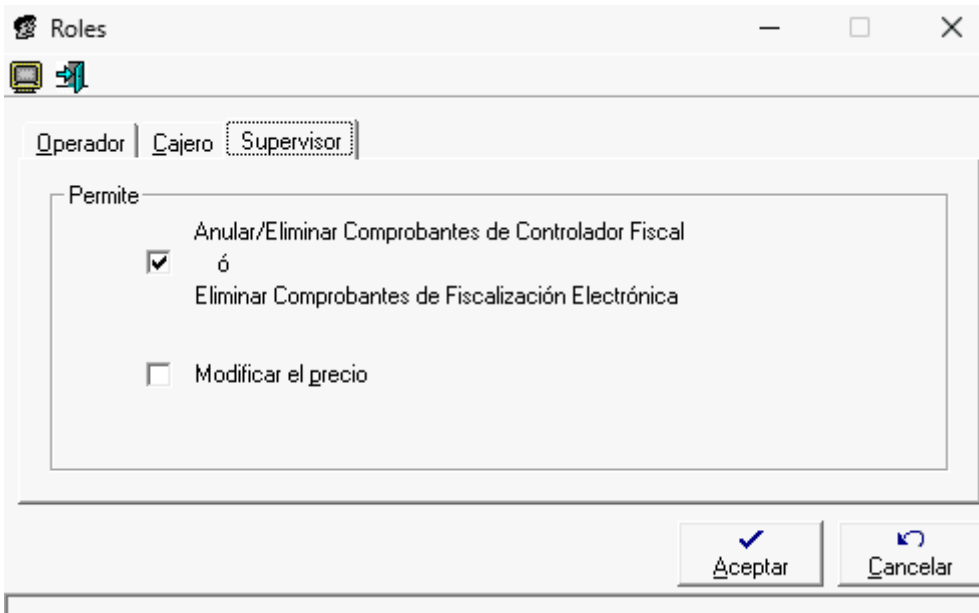 Roles
Operador Cajero Supervisor
Permite
Anular/Eliminar Comprobantes de Controlador Fiscal
ó
Eliminar Comprobantes de Fiscalización Electrónica
Modificar el precio
Aceptar Cancelar